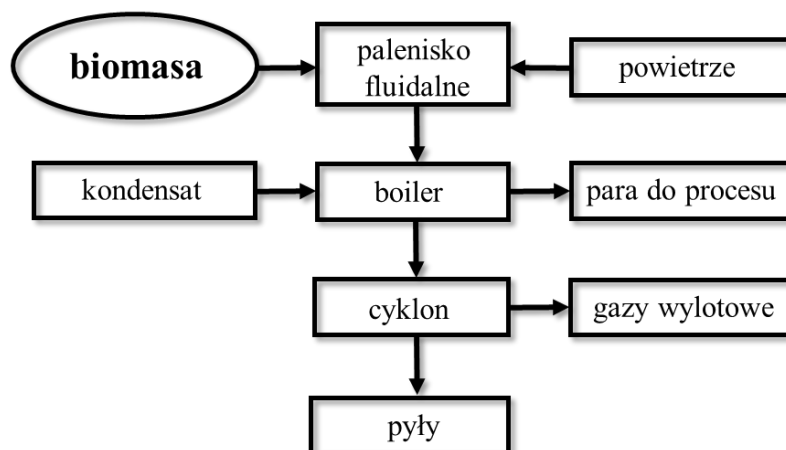 biomasa
palenisko
fluidalne
powietrze
kondensat
boiler
para do procesu
cyklon
gazy wylotowe
pyły